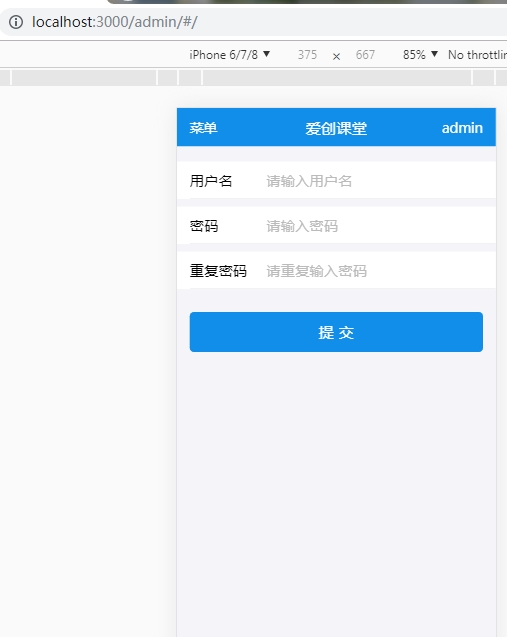 localhost:3000/admin/#/
iPhone 6/7/8 ▼ 375 × 667 85% ▼ No throttlin
菜单 爱创课堂 admin
用户名 请输入用户名
密码 请输入密码
重复密码 请重复输入密码
提 交